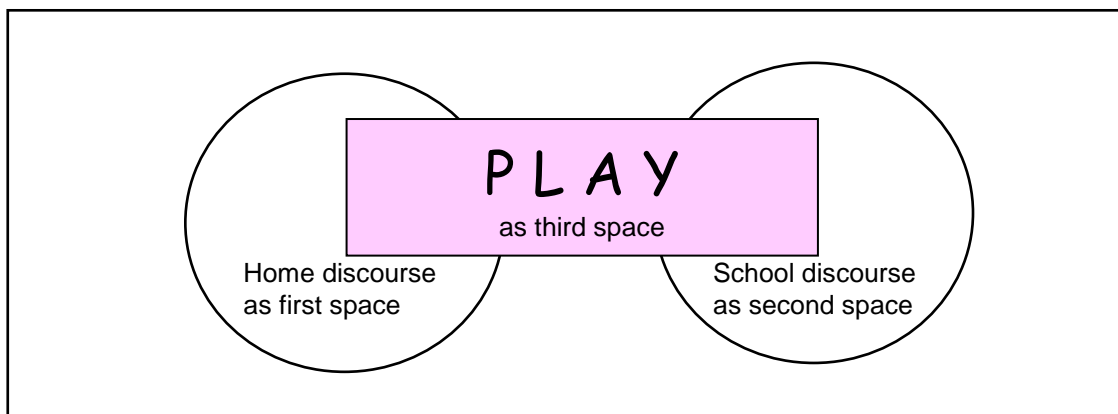 P L A Y
as third space
Home discourse
as first space
School discourse
as second space